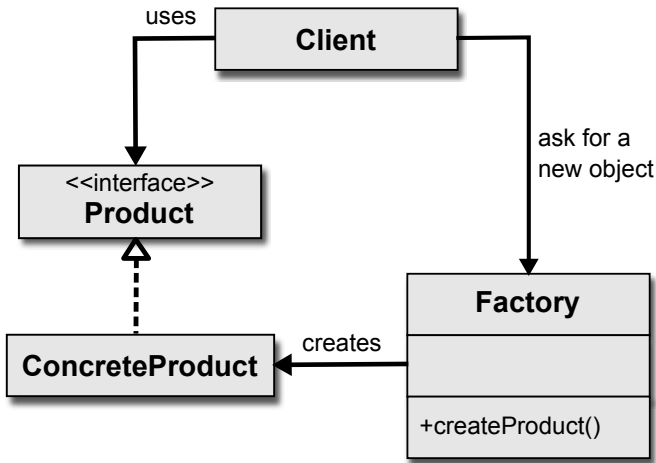 uses
Client
ask for a
new object
<<interface>>
Product
Factory
creates
ConcreteProduct
+createProduct()